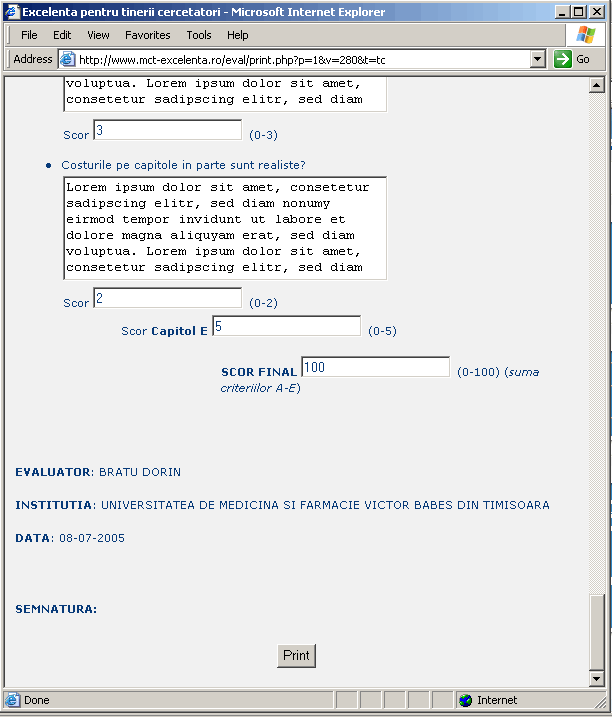 Excelenta pentru tinerii cercetatori - Microsoft Internet Explorer
File Edit View Favorites Tools Help
Address http://www.mct-excelenta.ro/eval/print.php?p=1&v=280&t=tc Go
voluptua. Lorem ipsum dolor sit amet,
consetetur sadipscing elitr, sed diam
Scor 3 (0-3)
• Costurile pe capitole in parte sunt realiste?
Lorem ipsum dolor sit amet, consetetur
sadipscing elitr, sed diam nonumy
eirmod tempor invidunt ut labore et
dolore magna aliquyam erat, sed diam
voluptua. Lorem ipsum dolor sit amet,
consetetur sadipscing elitr, sed diam
Scor 2 (0-2)
Scor Capitol E 5 (0-5)
SCOR FINAL 100 (0-100) (suma
criteriilor A-E)
EVALUATOR: BRATU DORIN
INSTITUTIA: UNIVERSITATEA DE MEDICINA SI FARMACIE VICTOR BABES DIN TIMISOARA
DATA: 08-07-2005
SEMNATURA:
Print
Done Internet